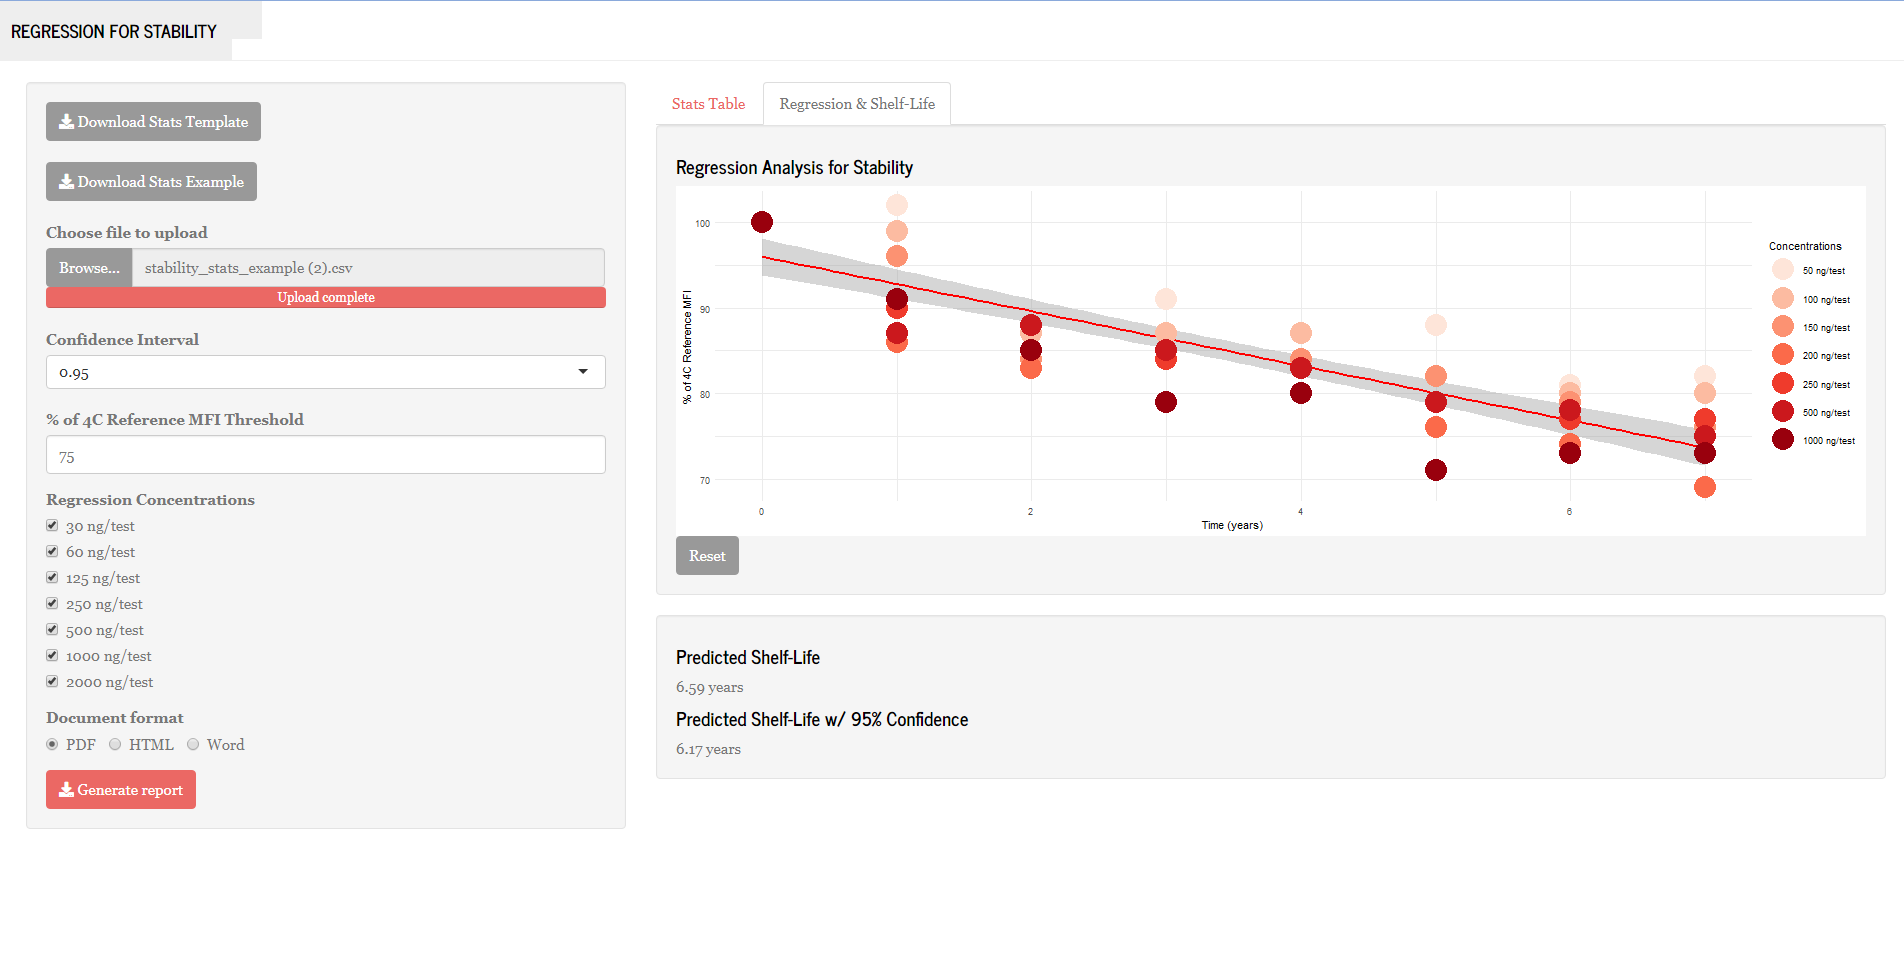 REGRESSION FOR STABILITY
Download Stats Template
Download Stats Example
Choose file to upload
Browse... stability_stats_example (2).csv
Upload complete
Confidence Interval
0.95
% of 4C Reference MFI Threshold
75
Regression Concentrations
30 ng/test
60 ng/test
125 ng/test
250 ng/test
500 ng/test
1000 ng/test
2000 ng/test
Document format
PDF HTML Word
Generate report
Stats Table Regression & Shelf-Life
Regression Analysis for Stability
% of 4C Reference MFI
100
90
80
70
0 2 4 6
Time (years)
Concentrations
50 ng/test
100 ng/test
150 ng/test
200 ng/test
250 ng/test
500 ng/test
1000 ng/test
Reset
Predicted Shelf-Life
6.59 years
Predicted Shelf-Life w/ 95% Confidence
6.17 years